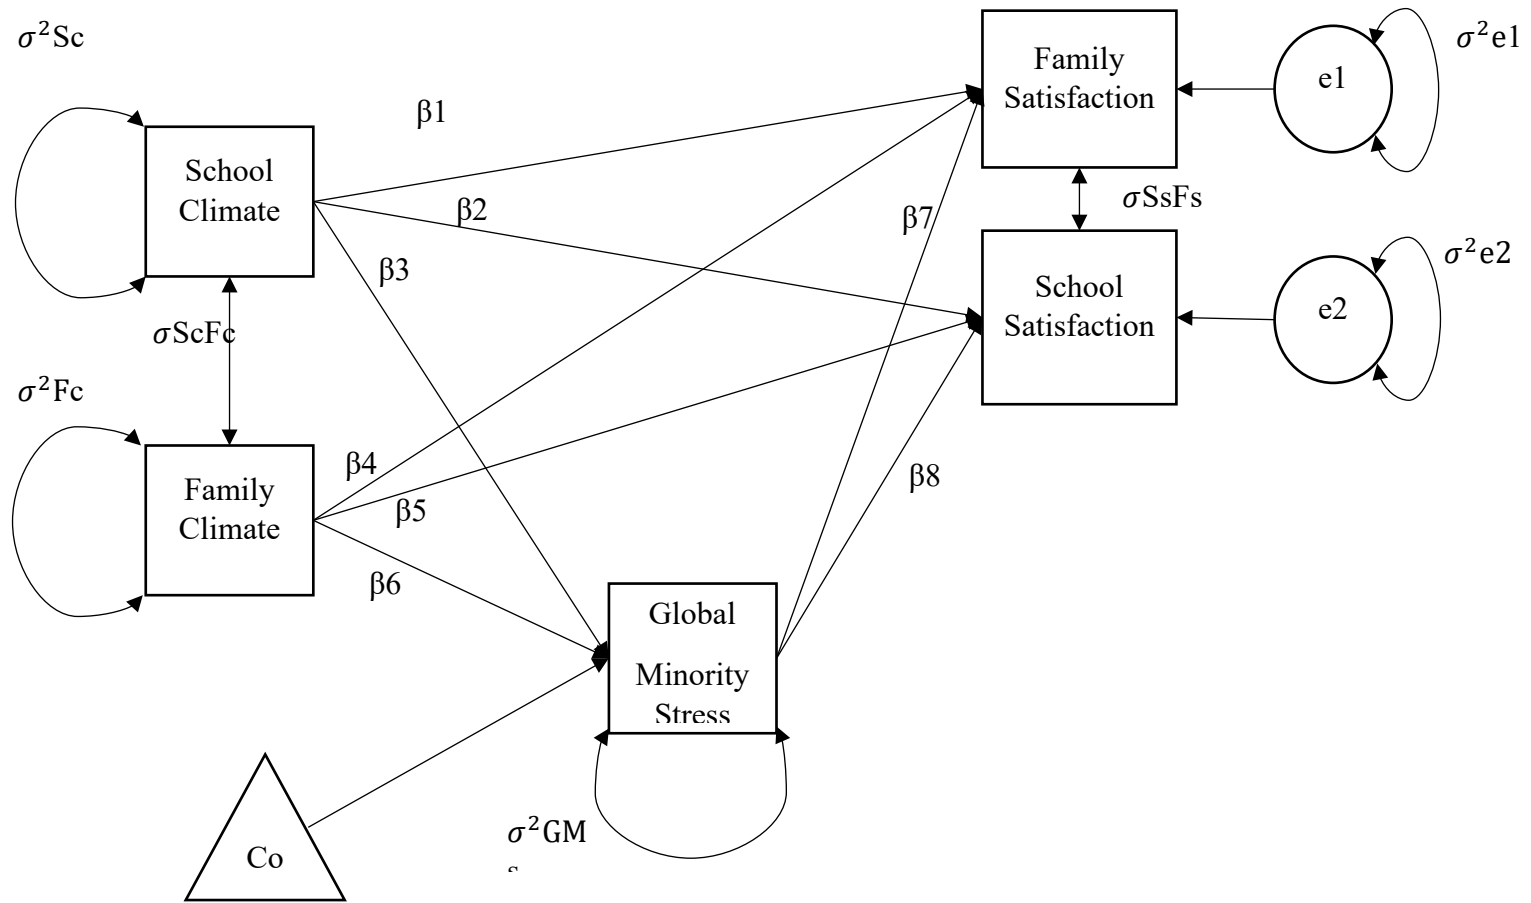 σ²Sc
Family
Satisfaction
e1
σ²e1
β1
School
Climate
β2
β7
σSsFs
β3
School
Satisfaction
e2
σ²e2
σScFc
σ²Fc
Family
Climate
β4
β5
β8
β6
Global
Minority
Stress
σ²GM
Co